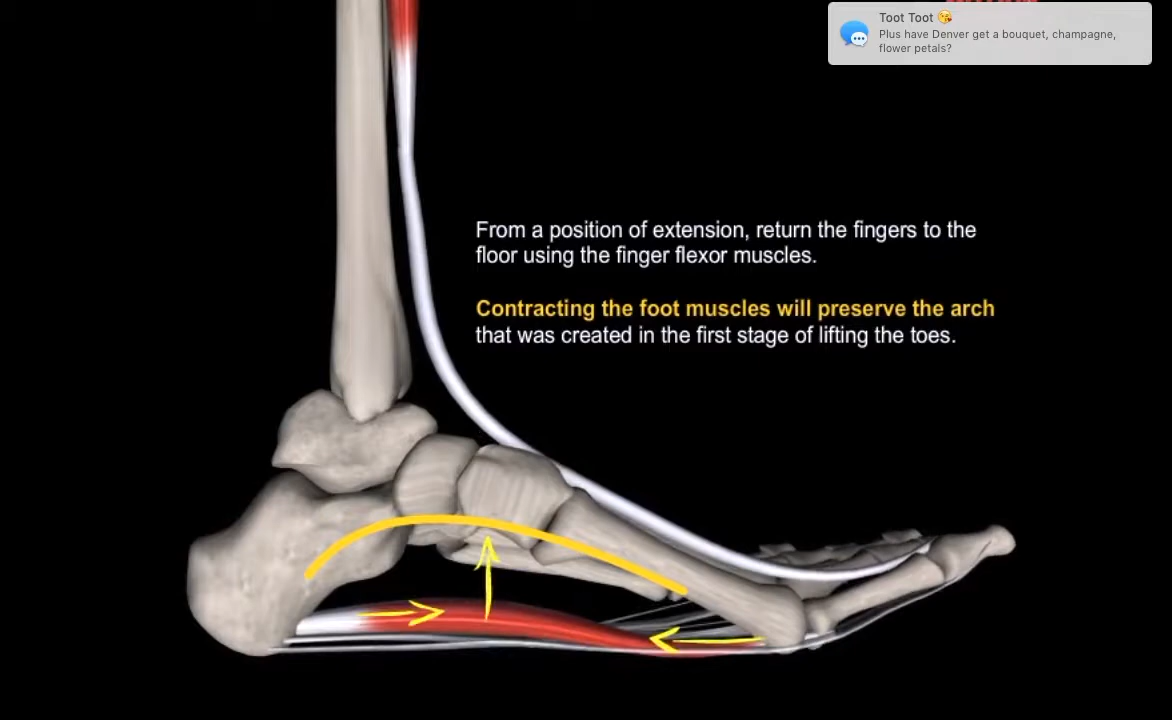 Toot Toot 😘
Plus have Denver get a bouquet, champagne,
flower petals?
From a position of extension, return the fingers to the
floor using the finger flexor muscles.
Contracting the foot muscles will preserve the arch
that was created in the first stage of lifting the toes.